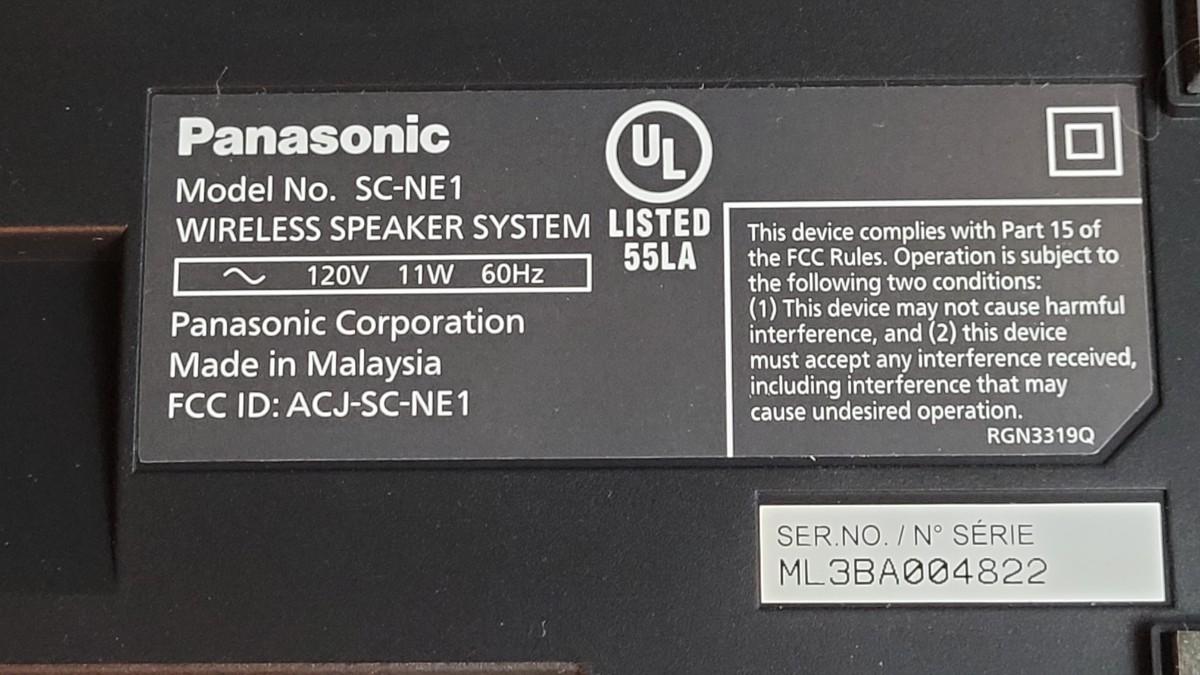 Panasonic
Model No. SC-NE1
WIRELESS SPEAKER SYSTEM
~ 120V 11W 60Hz
Panasonic Corporation
Made in Malaysia
FCC ID: ACJ-SC-NE1
UL
LISTED
55LA
This device complies with Part 15 of
the FCC Rules. Operation is subject to
the following two conditions:
(1) This device may not cause harmful
interference, and (2) this device
must accept any interference received,
including interference that may
cause undesired operation.
RGN3319Q
SER.NO. / N° SÉRIE
ML3BA004822